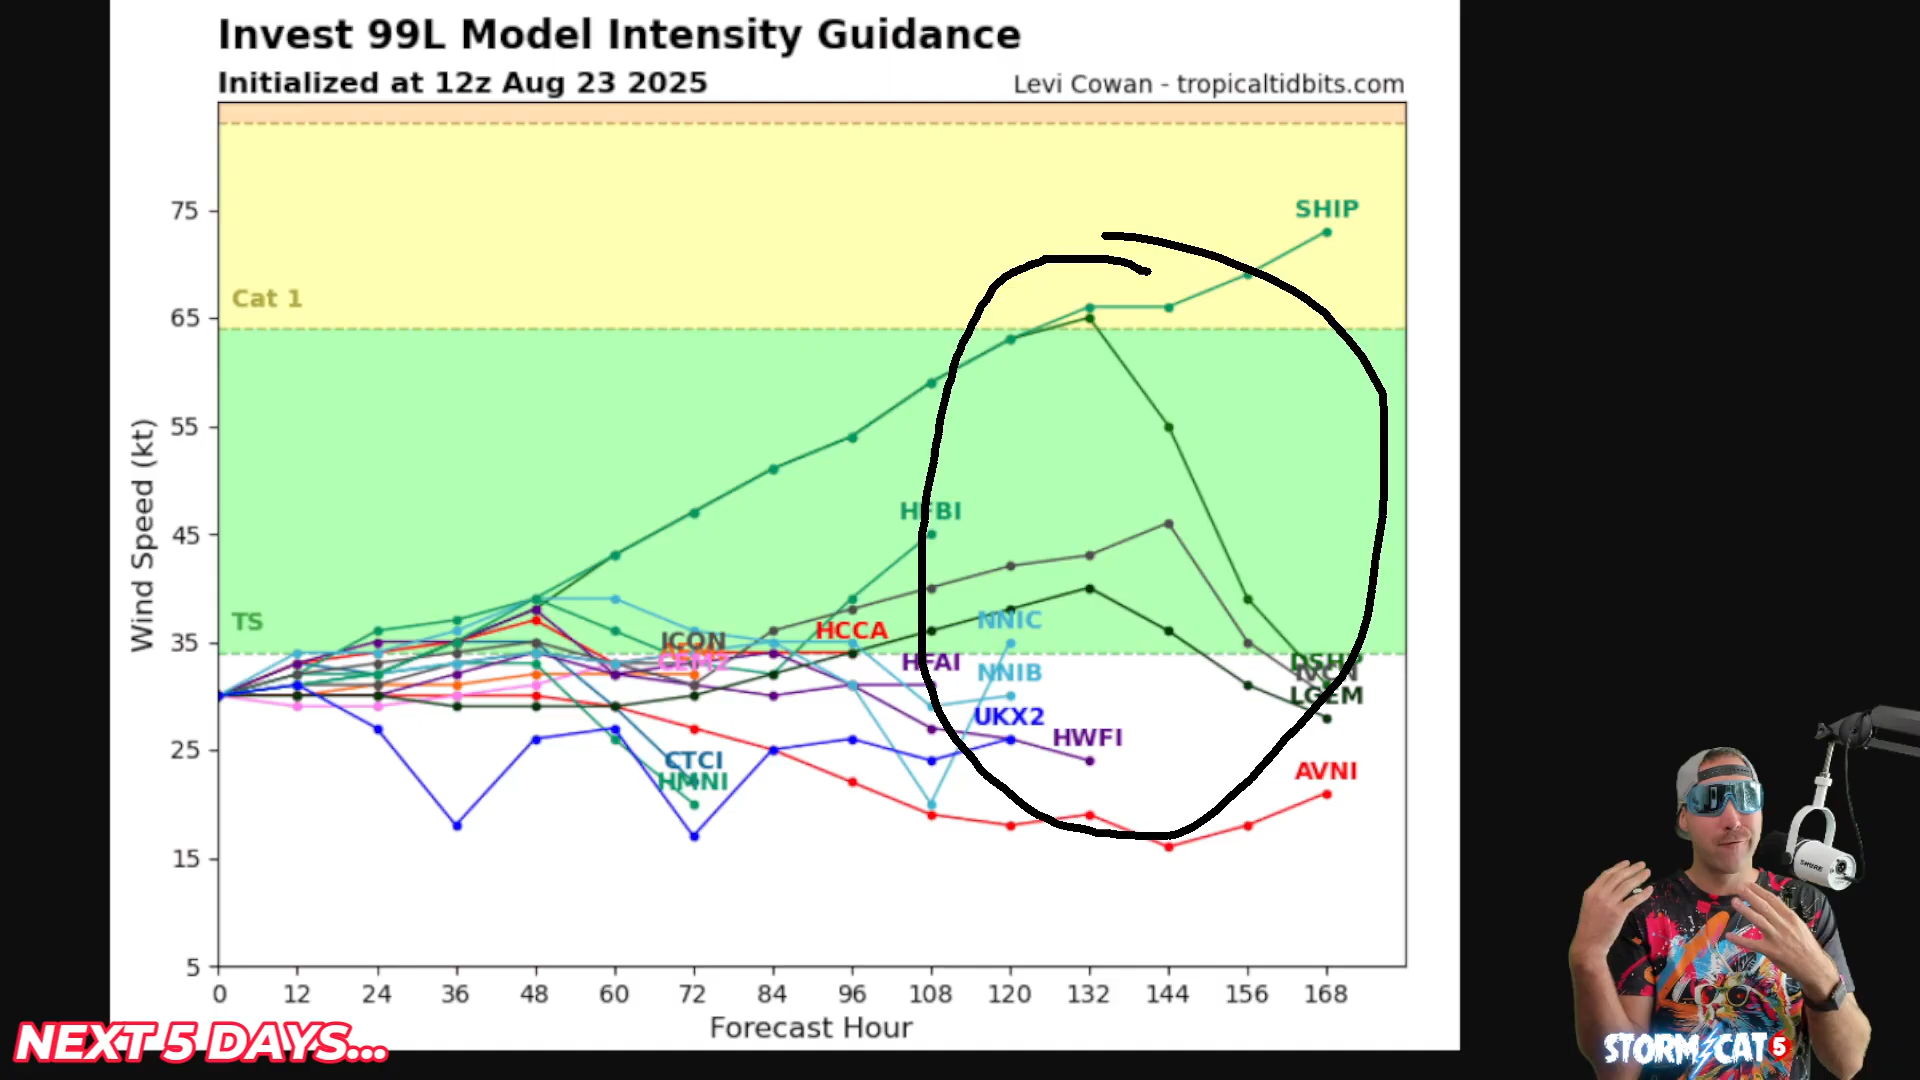 Invest 99L Model Intensity Guidance
Initialized at 12z Aug 23 2025
Levi Cowan - tropicaltidbits.com
75
65
55
45
35
25
15
5
Wind Speed (kt)
Cat 1
TS
SHIP
HFBI
ICON
HCCA
CEM2
HFAI
NNIC
NNIB
UKX2
HWFI
CTCI
HMNI
DSHP
IVCN
LGEM
AVNI
0 12 24 36 48 60 72 84 96 108 120 132 144 156 168
Forecast Hour
NEXT 5 DAYS...
SHURE
STORM CAT 5